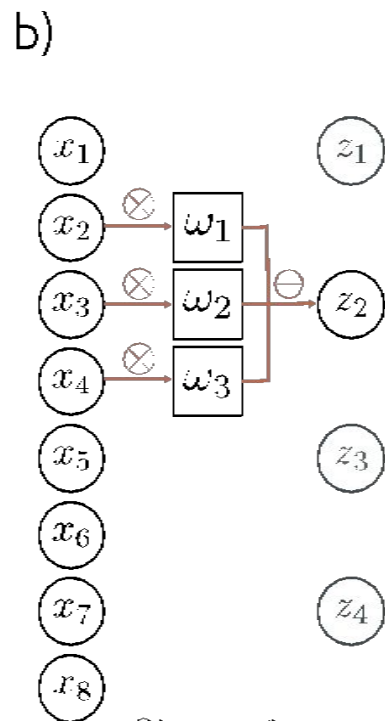 b)
x₁ z₁
x₂ ⊗ ω₁
x₃ ⊗ ω₂ ⊖ z₂
x₄ ⊗ ω₃
x₅ z₃
x₆
x₇ z₄
x₈